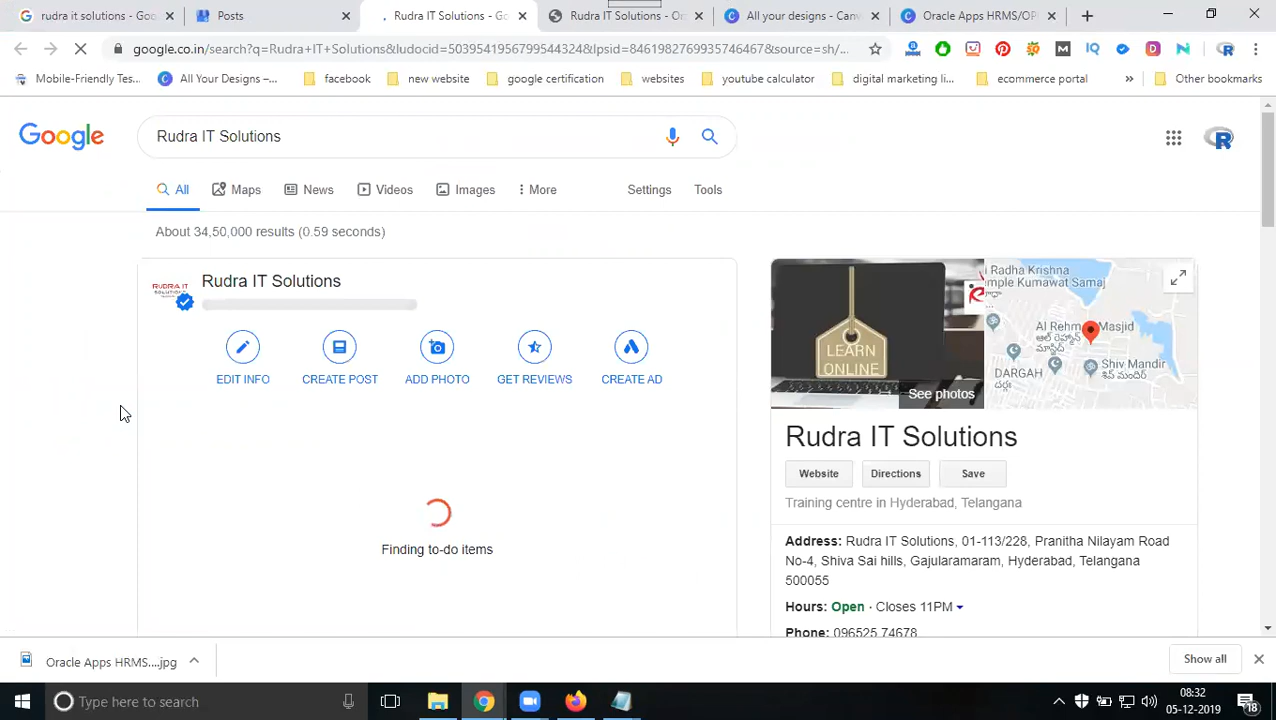 rudra it solutions - Goo
Posts
Rudra IT Solutions - Go
Rudra IT Solutions - Or
All your designs - Canv
Oracle Apps HRMS/OP
google.co.in/search?q=Rudra+IT+Solutions&ludocid=5039541956799544324&lpsid=8461982769935746467&source=sh/...
Mobile-Friendly Tes...
All Your Designs –...
facebook
new website
google certification
websites
youtube calculator
digital marketing li...
ecommerce portal
»
Other bookmarks
Google
Rudra IT Solutions
All
Maps
News
Videos
Images
More
Settings
Tools
About 34,50,000 results (0.59 seconds)
RUDRA IT
Rudra IT Solutions
EDIT INFO
CREATE POST
ADD PHOTO
GET REVIEWS
CREATE AD
Finding to-do items
LEARN
ONLINE
See photos
Radha Krishna
mple Kumawat Samaj
Al Rehm Masjid
DARGAH
Shiv Mandir
Rudra IT Solutions
Website
Directions
Save
Training centre in Hyderabad, Telangana
Address: Rudra IT Solutions, 01-113/228, Pranitha Nilayam Road
No-4, Shiva Sai hills, Gajularamaram, Hyderabad, Telangana
500055
Hours: Open · Closes 11PM
Phone: 096525 74678
Oracle Apps HRMS....jpg
Show all
Type here to search
08:32
05-12-2019
18